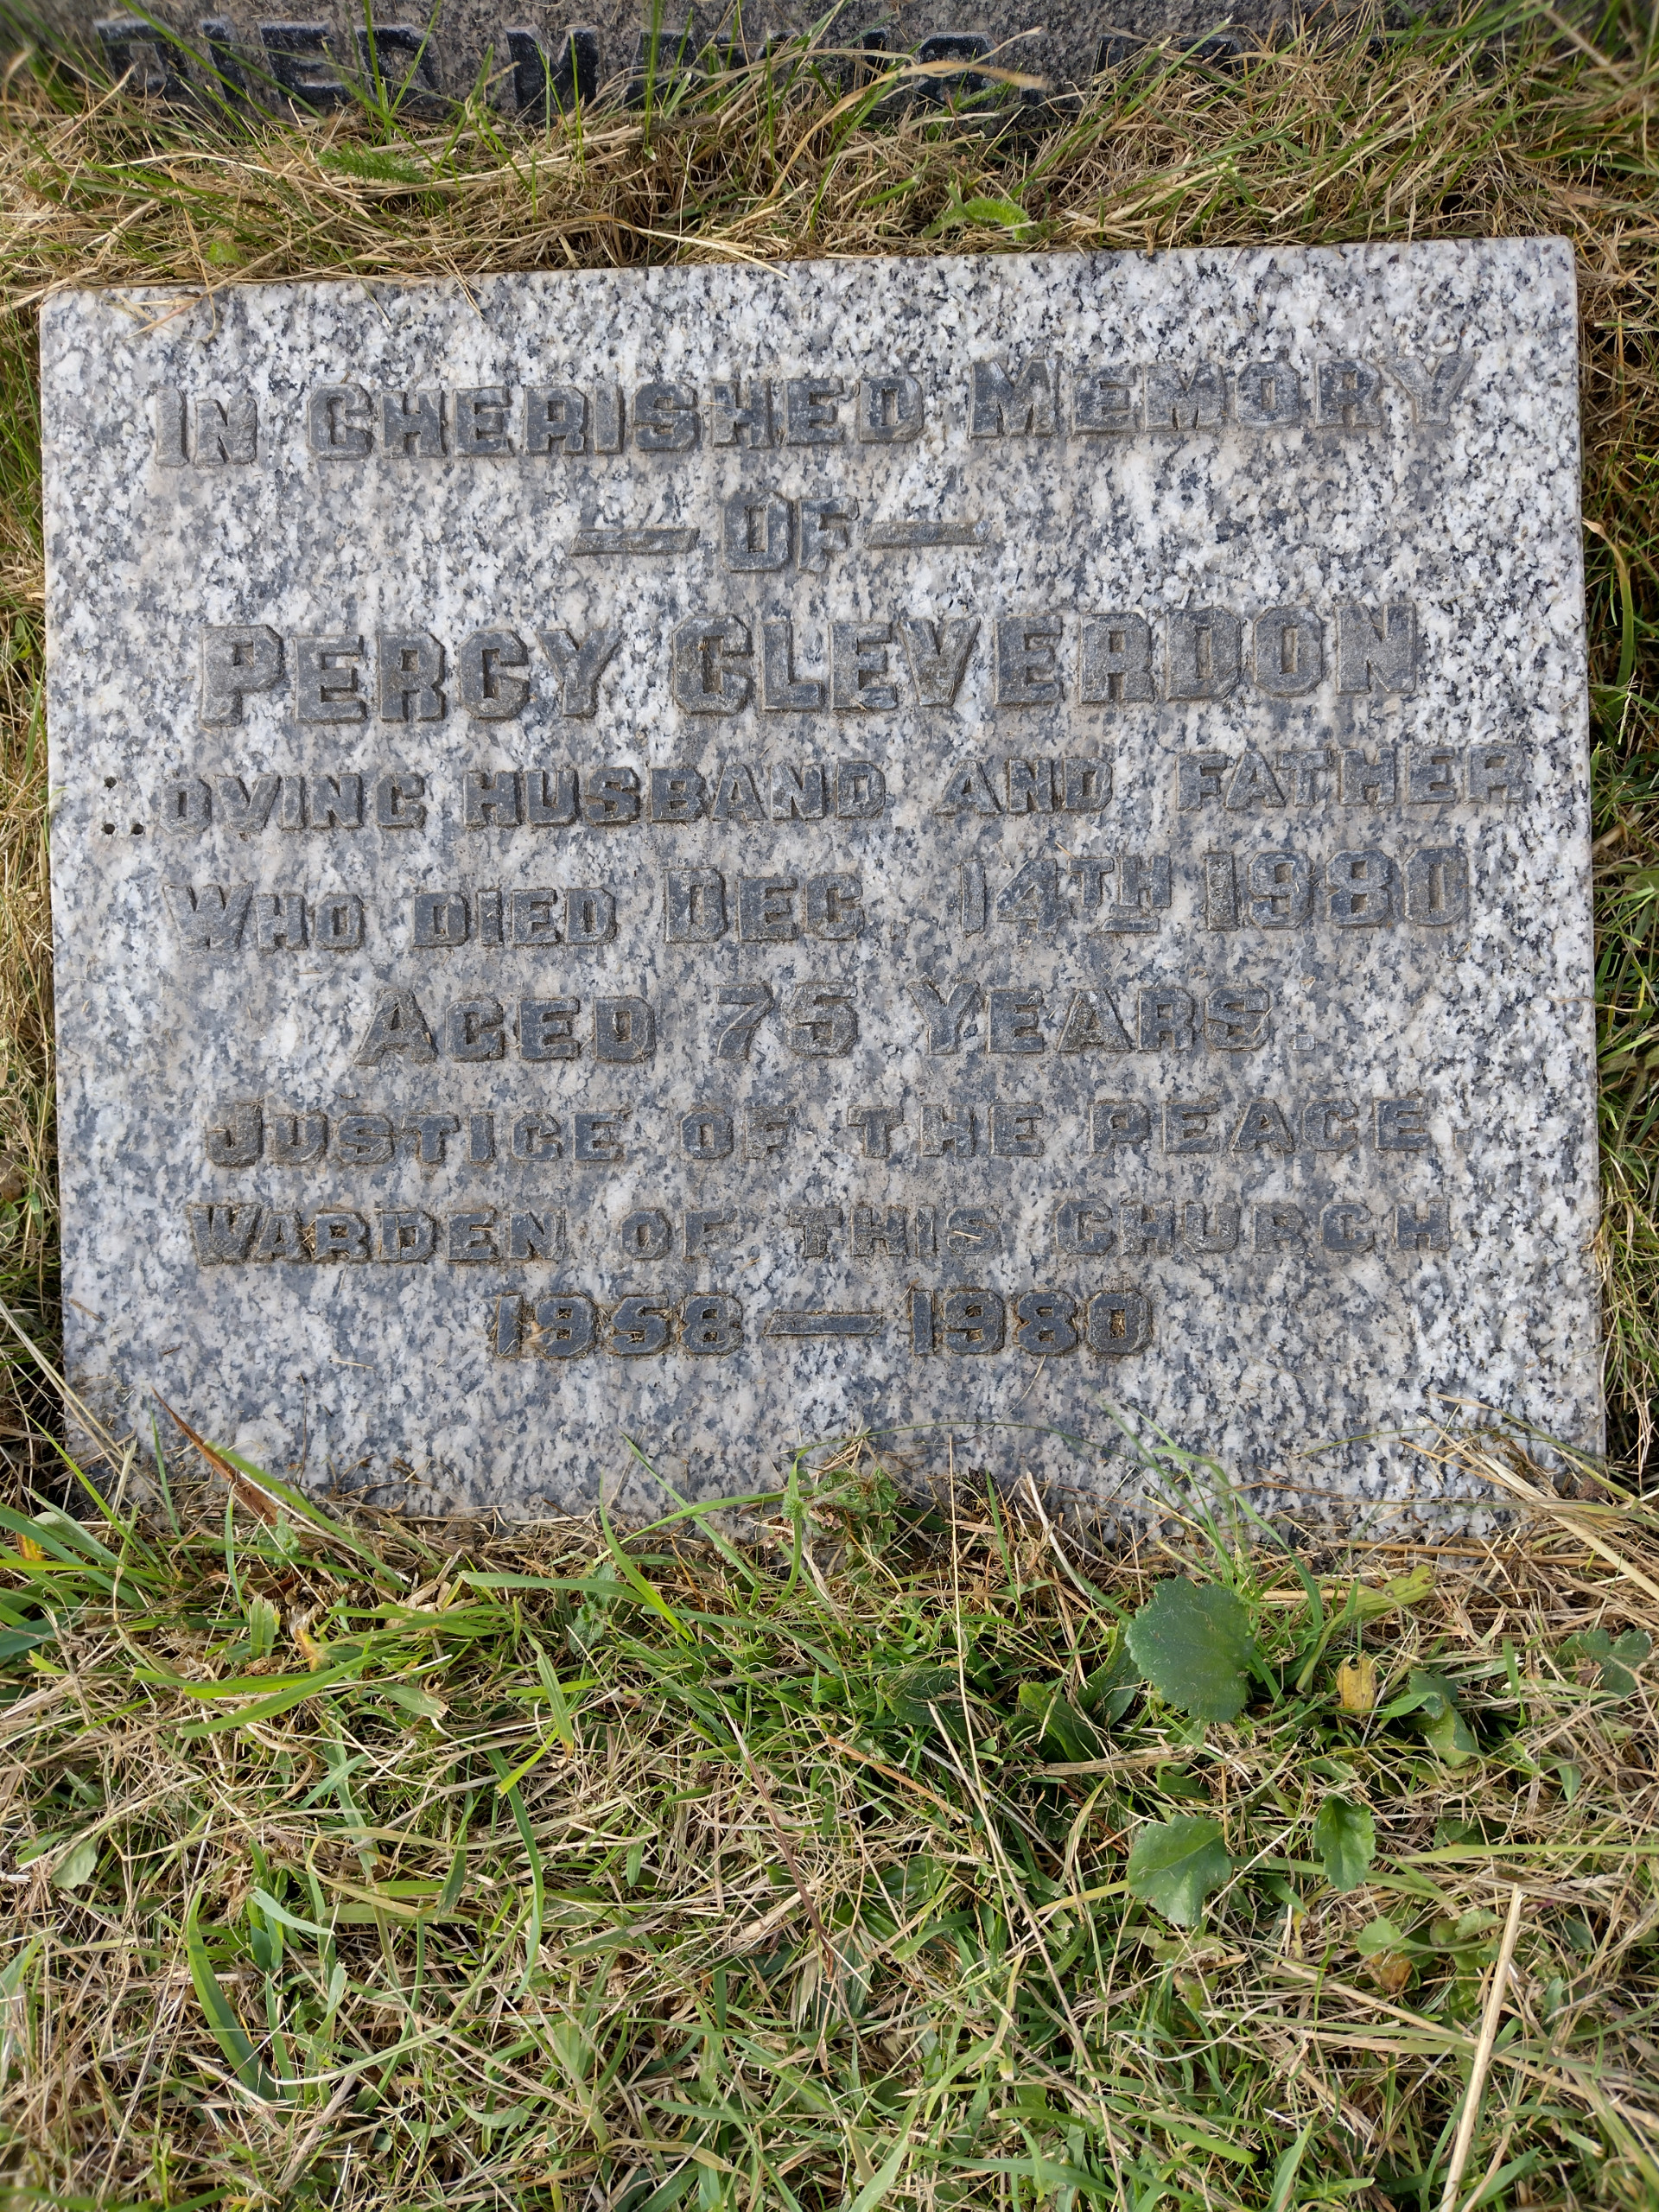 In Cherished Memory
— Of —
Percy Cleverdon
oving husband and father
Who died Dec. 14th 1980
Aged 75 Years.
Justice of the peace.
Warden of this Church
1958 — 1980